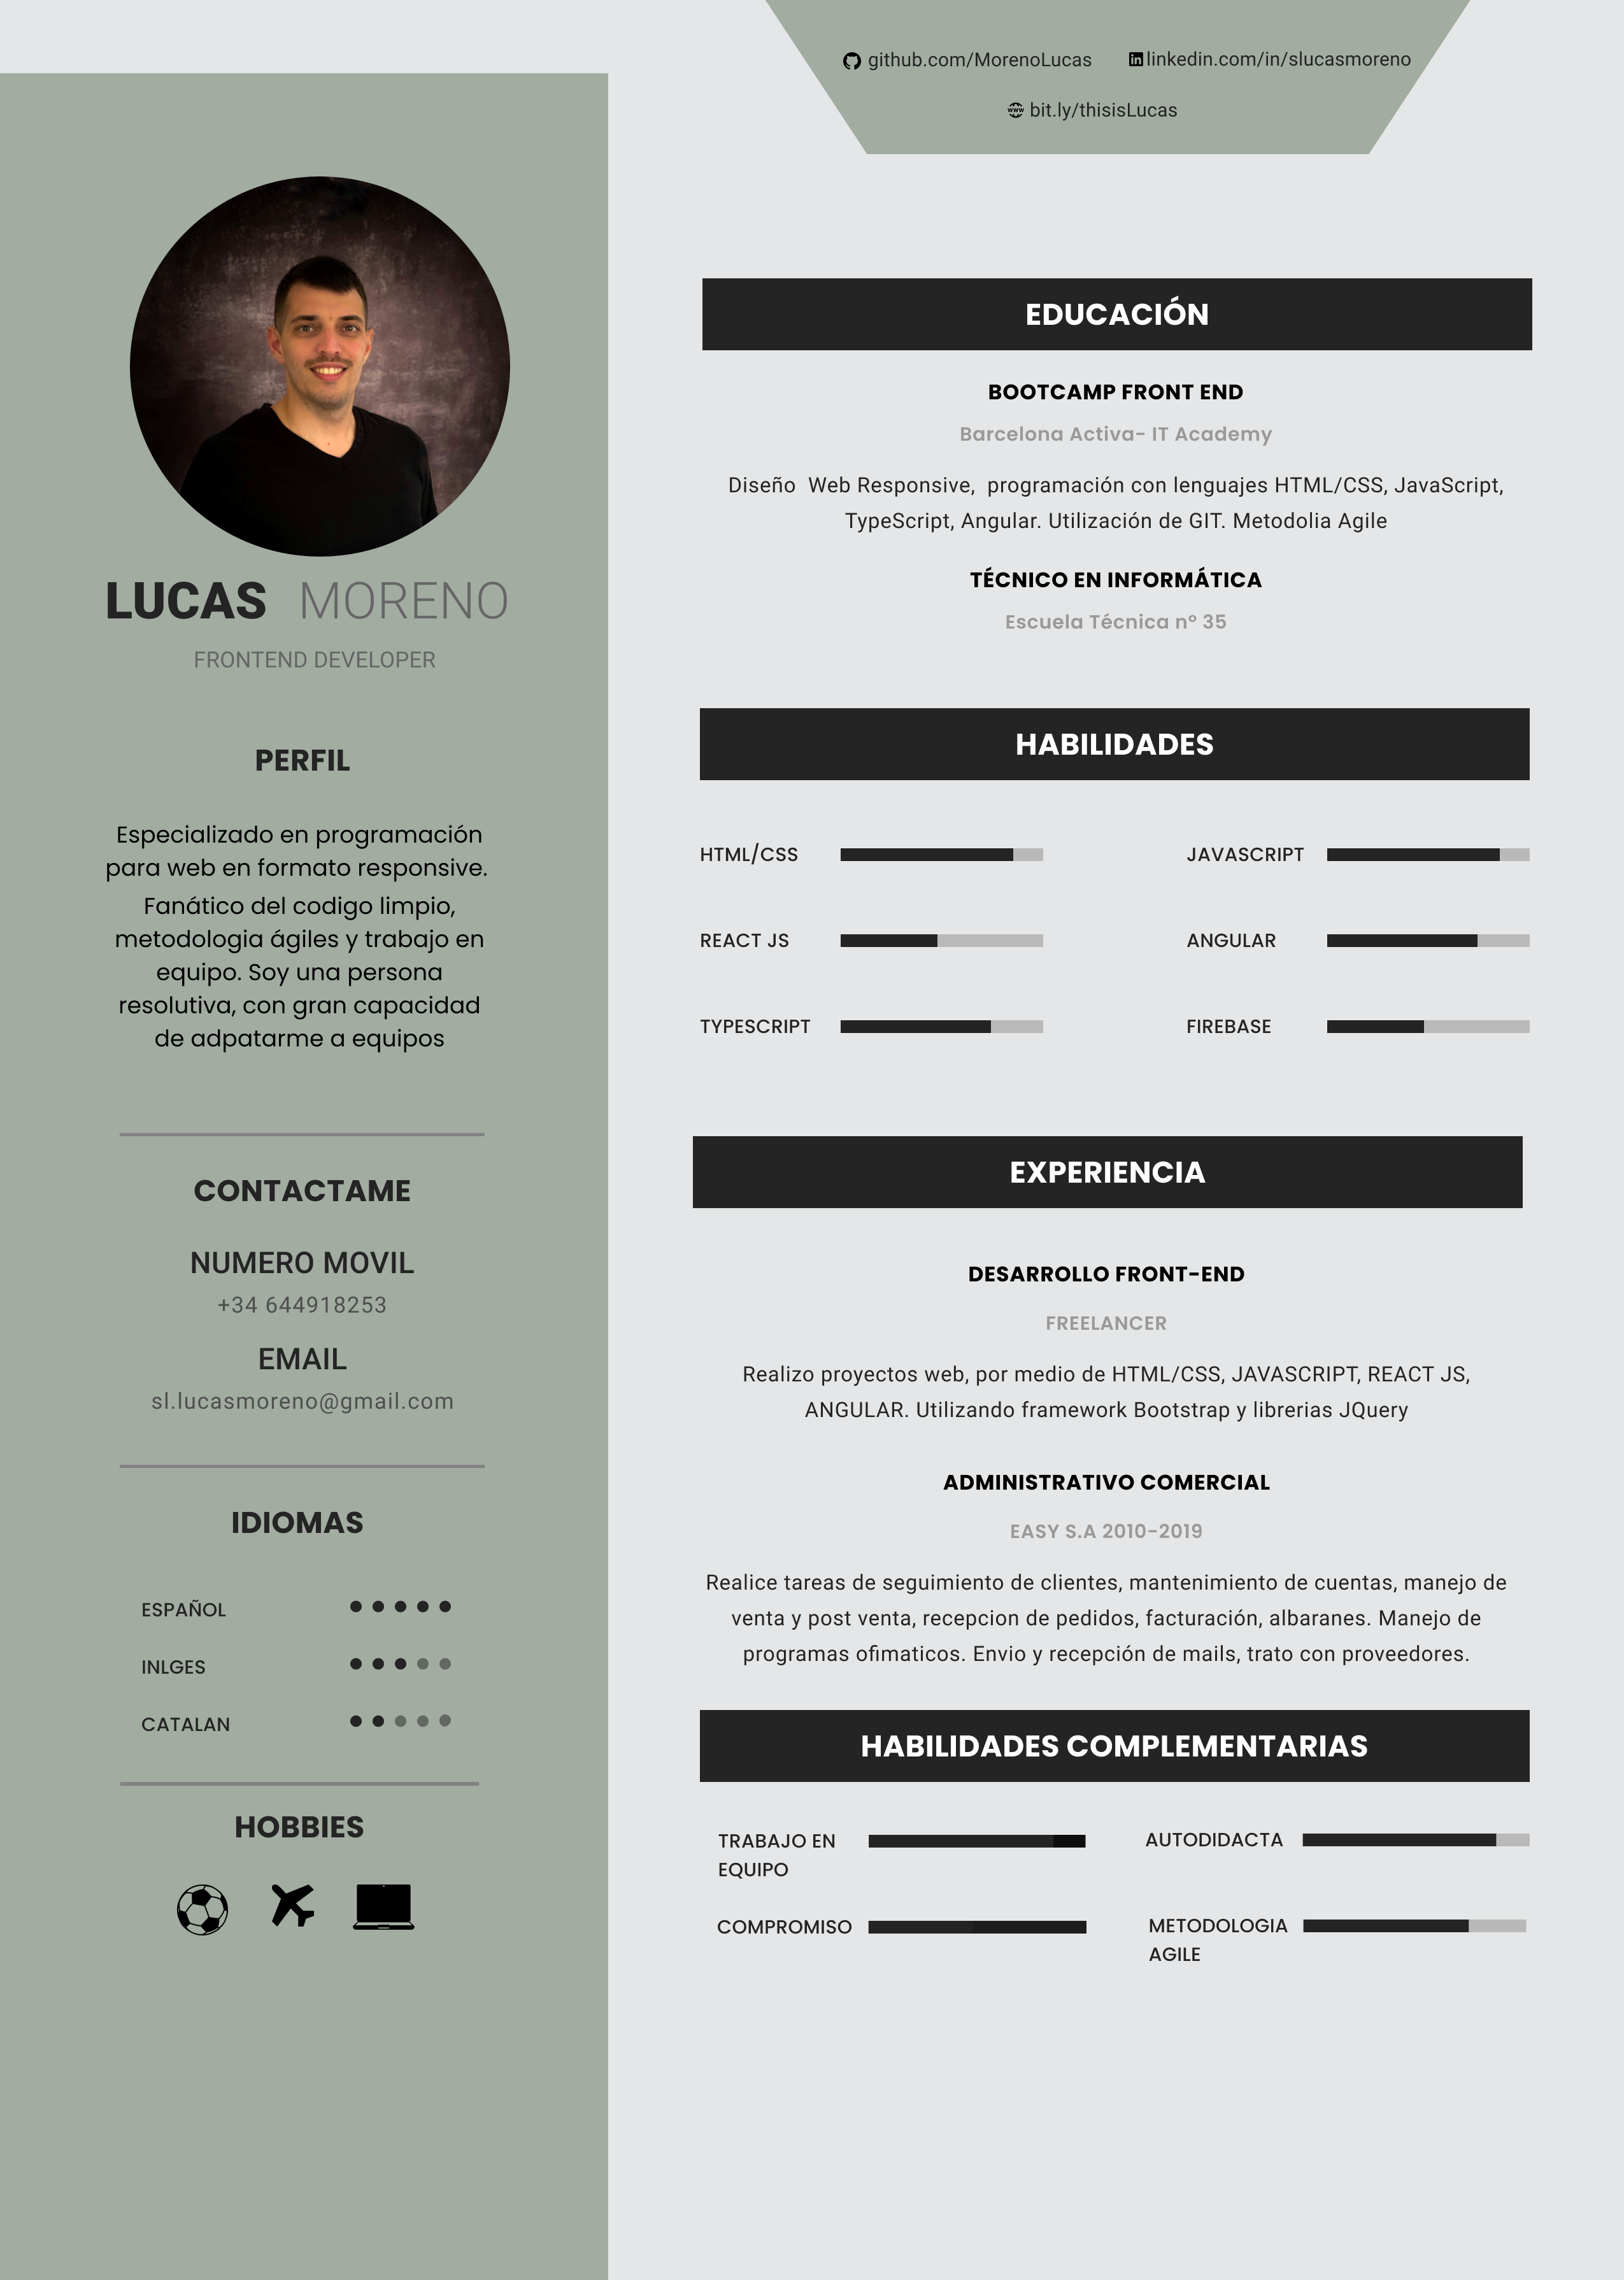 github.com/MorenoLucas
linkedin.com/in/slucasmoreno
www
bit.ly/thisisLucas
LUCAS MORENO
FRONTEND DEVELOPER
PERFIL
Especializado en programación
para web en formato responsive.
Fanático del codigo limpio,
metodologia ágiles y trabajo en
equipo. Soy una persona
resolutiva, con gran capacidad
de adpatarme a equipos
CONTACTAME
NUMERO MOVIL
+34 644918253
EMAIL
sl.lucasmoreno@gmail.com
IDIOMAS
ESPAÑOL
INLGES
CATALAN
HOBBIES
EDUCACIÓN
BOOTCAMP FRONT END
Barcelona Activa- IT Academy
Diseño  Web Responsive,  programación con lenguajes HTML/CSS, JavaScript,
TypeScript, Angular. Utilización de GIT. Metodolia Agile
TÉCNICO EN INFORMÁTICA
Escuela Técnica nº 35
HABILIDADES
HTML/CSS
JAVASCRIPT
REACT JS
ANGULAR
TYPESCRIPT
FIREBASE
EXPERIENCIA
DESARROLLO FRONT-END
FREELANCER
Realizo proyectos web, por medio de HTML/CSS, JAVASCRIPT, REACT JS,
ANGULAR. Utilizando framework Bootstrap y librerias JQuery
ADMINISTRATIVO COMERCIAL
EASY S.A 2010-2019
Realice tareas de seguimiento de clientes, mantenimiento de cuentas, manejo de
venta y post venta, recepcion de pedidos, facturación, albaranes. Manejo de
programas ofimaticos. Envio y recepción de mails, trato con proveedores.
HABILIDADES COMPLEMENTARIAS
TRABAJO EN
EQUIPO
AUTODIDACTA
COMPROMISO
METODOLOGIA
AGILE